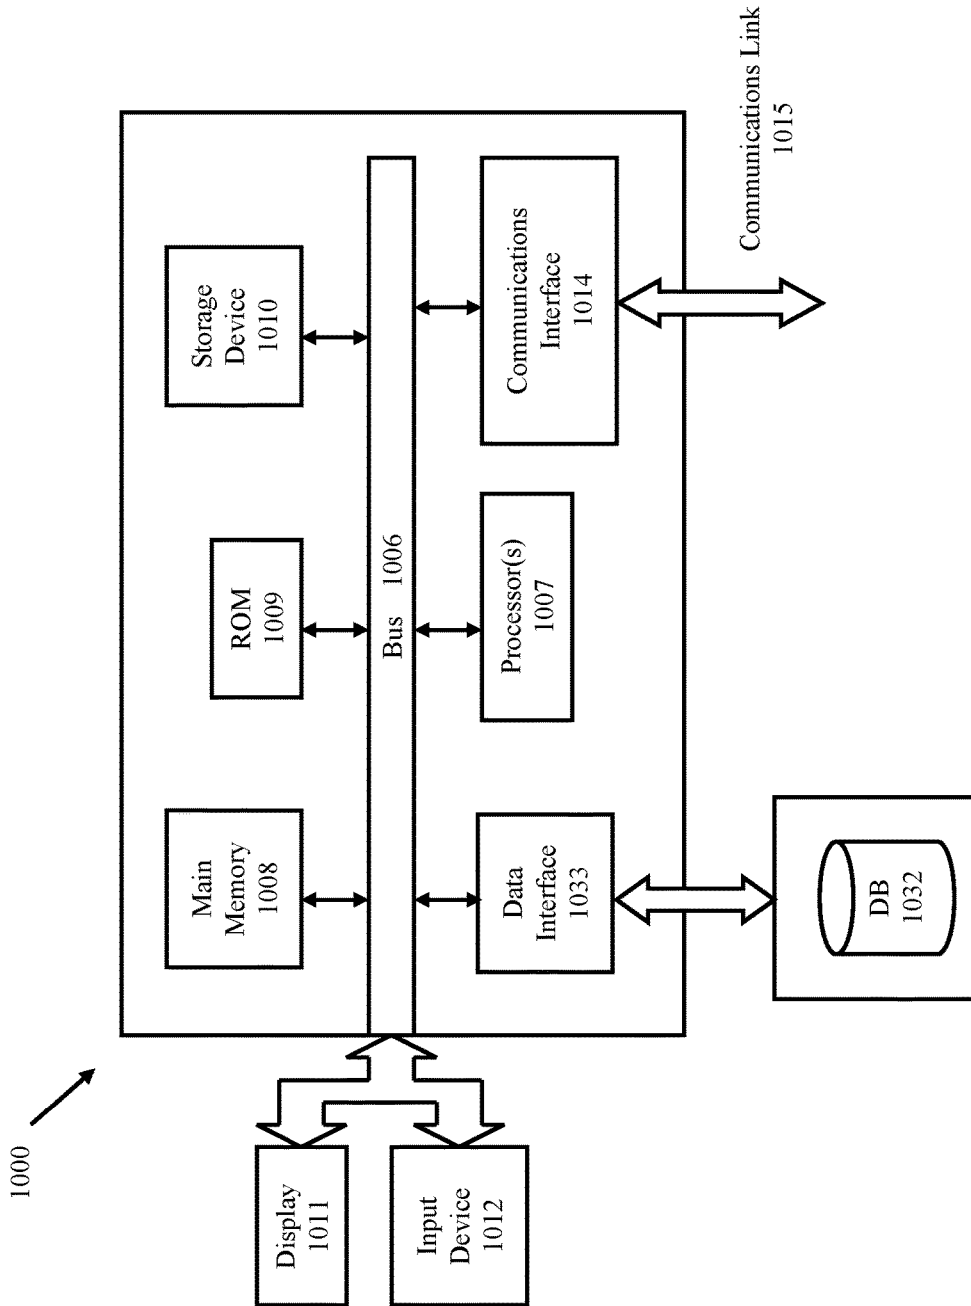 1000
Main
Memory
1008
ROM
1009
Storage
Device
1010
Display
1011
Bus 1006
Input
Device
1012
Data
Interface
1033
Processor(s)
1007
Communications
Interface
1014
Communications Link
1015
DB
1032